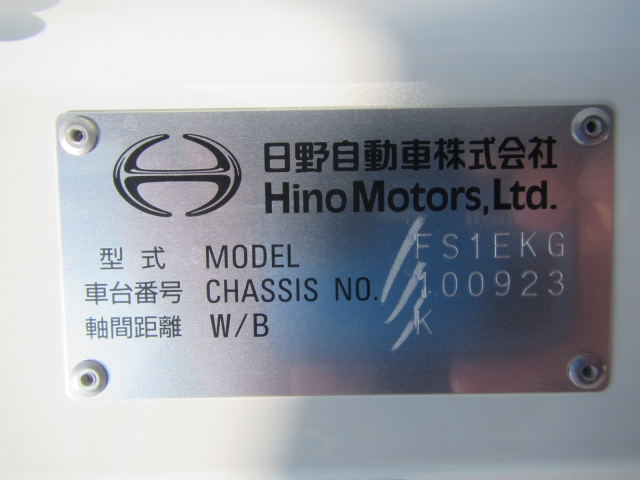 日野自動車株式会社
Hino Motors, Ltd.
型式 MODEL FS1EKG
車台番号 CHASSIS NO. 100923
軸間距離 W/B K